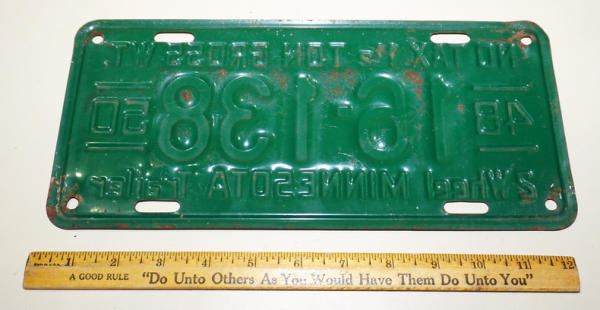 NO TAX 1½ TON GROSS WT.
48 16·138 50
2 Wheel MINNESOTA Trailer
1 2 3 4 5 6 7 8 9 10 11 12
A GOOD RULE "Do Unto Others As You Would Have Them Do Unto You"